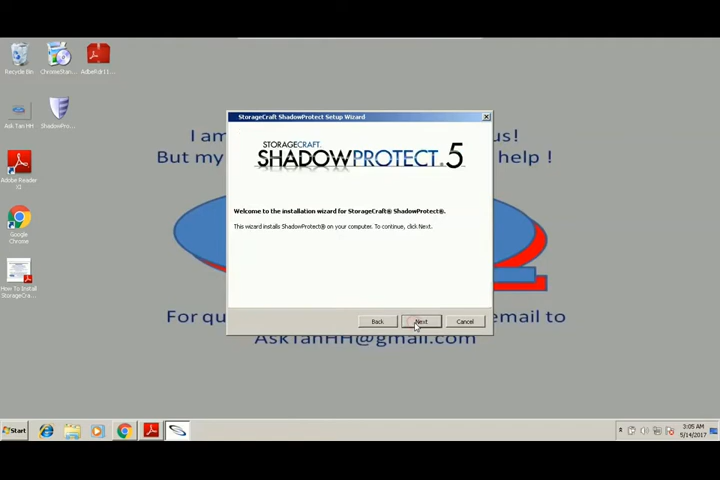 Recycle Bin
ChromeStan...
AdbeRdr11...
Ask Tan HH
ShadowPro...
Adobe Reader
XI
Google
Chrome
How To Install
StorageCra...
I am
us!
But my
help !
StorageCraft ShadowProtect Setup Wizard
STORAGECRAFT
SHADOWPROTECT 5
Welcome to the installation wizard for StorageCraft® ShadowProtect®.
This wizard installs ShadowProtect® on your computer. To continue, click Next.
Back
Next
Cancel
For qu
email to
AskTanHH@gmail.com
Start
3:05 AM
5/14/2017